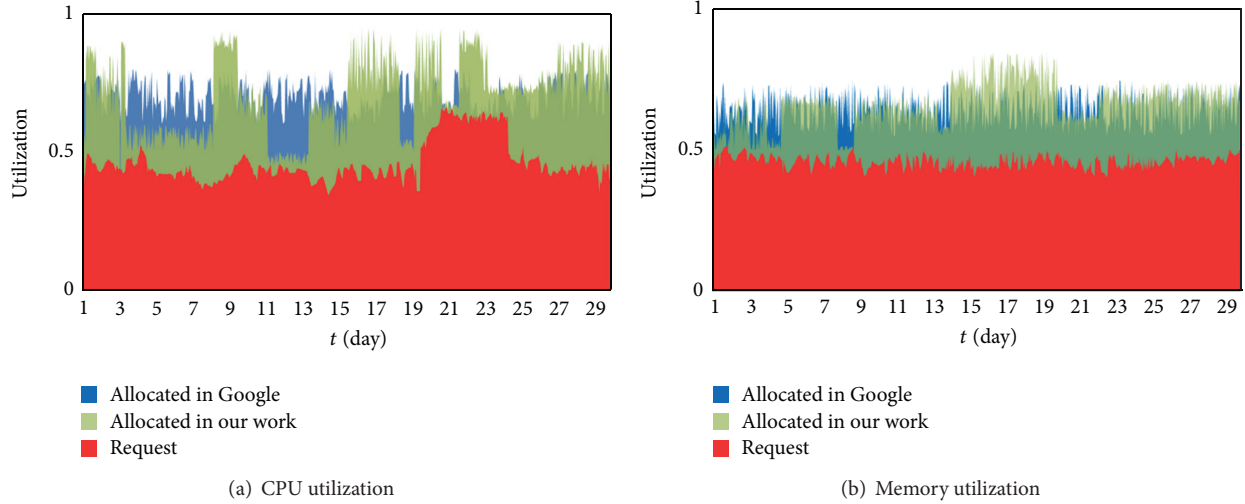 1
0.5
0
Utilization
1 3 5 7 9 11 13 15 17 19 21 23 25 27 29
t (day)
Allocated in Google
Allocated in our work
Request
(a) CPU utilization
1
0.5
0
Utilization
1 3 5 7 9 11 13 15 17 19 21 23 25 27 29
t (day)
Allocated in Google
Allocated in our work
Request
(b) Memory utilization